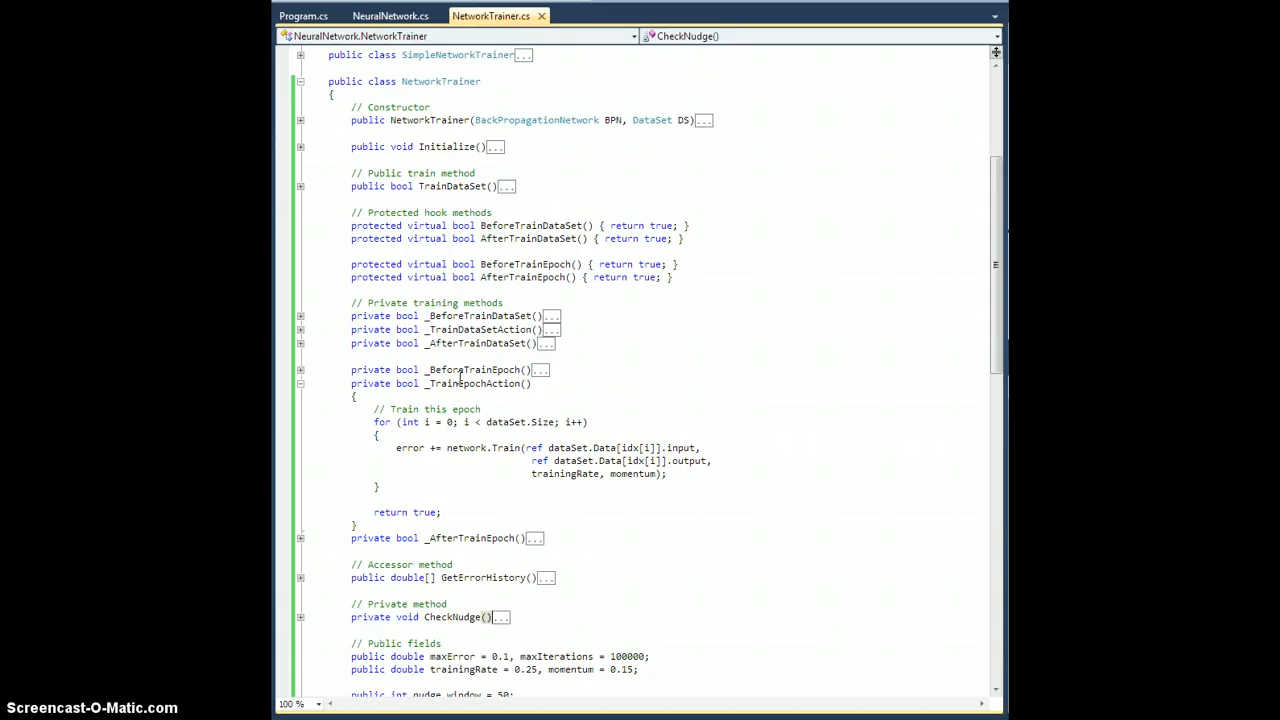 Program.cs NeuralNetwork.cs NetworkTrainer.cs
NeuralNetwork.NetworkTrainer CheckNudge()
public class SimpleNetworkTrainer...
public class NetworkTrainer
{
// Constructor
public NetworkTrainer(BackPropagationNetwork BPN, DataSet DS)...
public void Initialize()...
// Public train method
public bool TrainDataSet()...
// Protected hook methods
protected virtual bool BeforeTrainDataSet() { return true; }
protected virtual bool AfterTrainDataSet() { return true; }
protected virtual bool BeforeTrainEpoch() { return true; }
protected virtual bool AfterTrainEpoch() { return true; }
// Private training methods
private bool _BeforeTrainDataSet()...
private bool _TrainDataSetAction()...
private bool _AfterTrainDataSet()...
private bool _BeforeTrainEpoch()...
private bool _TrainEpochAction()
{
// Train this epoch
for (int i = 0; i < dataSet.Size; i++)
{
error += network.Train(ref dataSet.Data[idx[i]].input,
ref dataSet.Data[idx[i]].output,
trainingRate, momentum);
}
return true;
}
private bool _AfterTrainEpoch()...
// Accessor method
public double[] GetErrorHistory()...
// Private method
private void CheckNudge()...
// Public fields
public double maxError = 0.1, maxIterations = 100000;
public double trainingRate = 0.25, momentum = 0.15;
public int nudge_window = 50;
100 %
Screencast-O-Matic.com